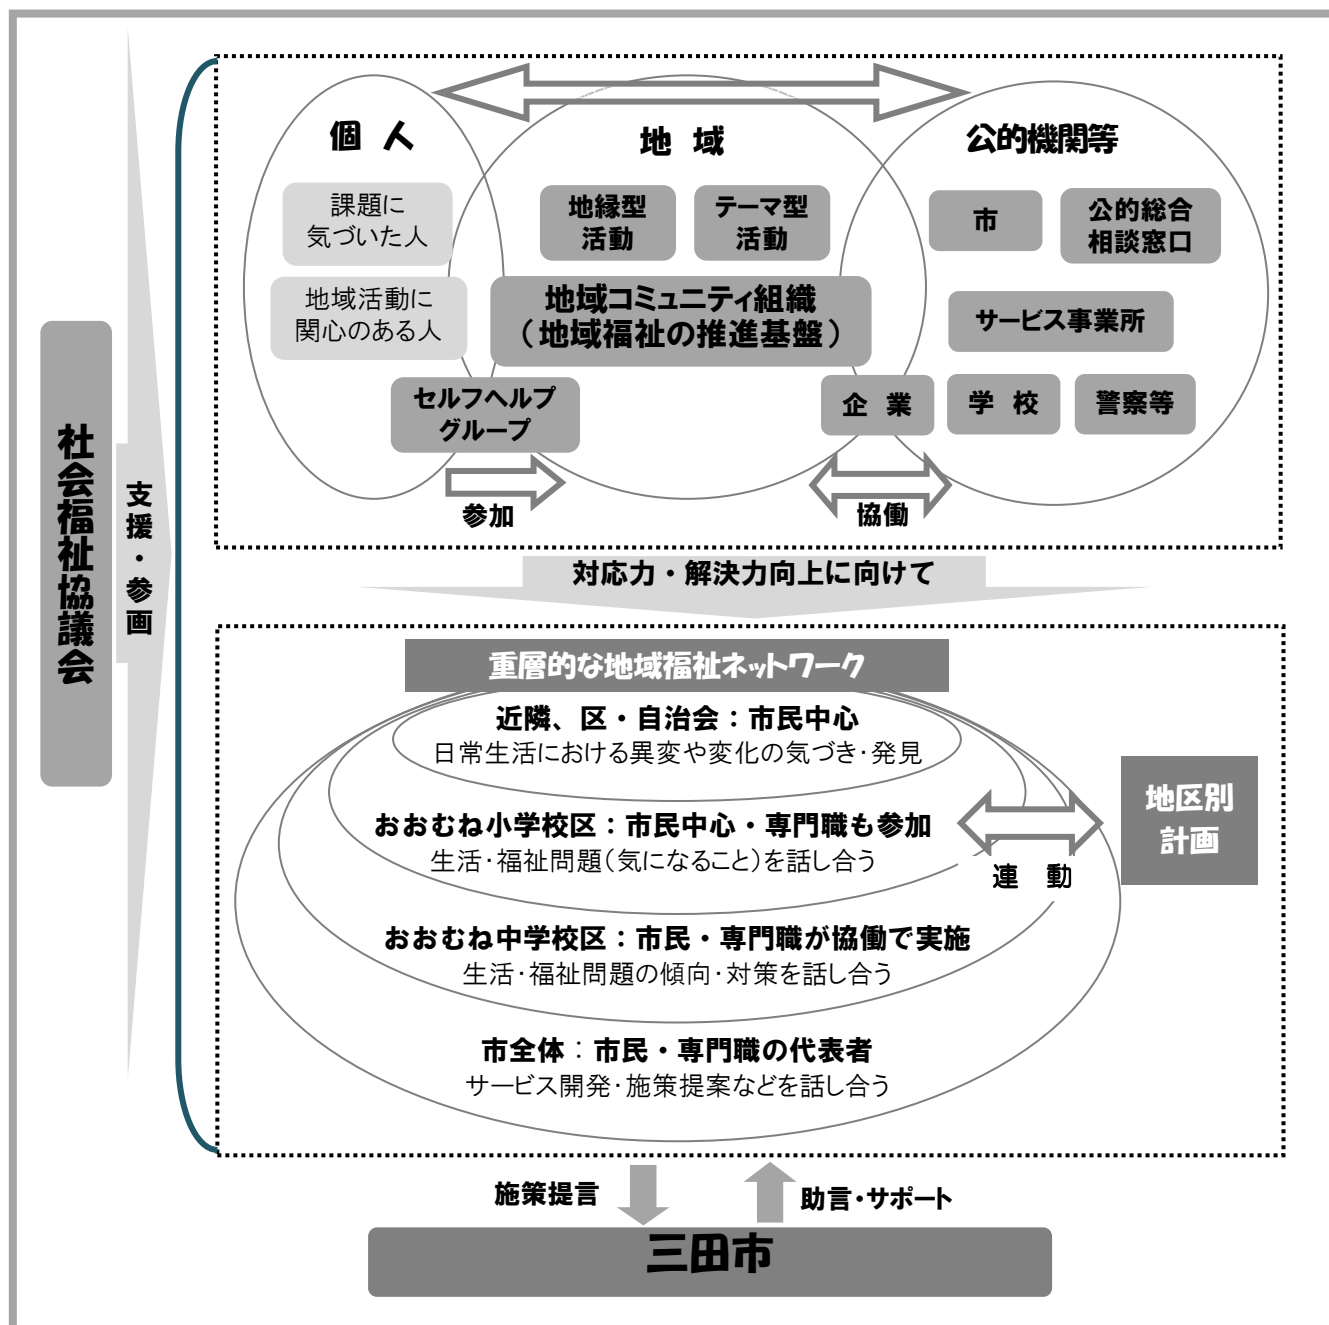 社会福祉協議会
支援・参画
個 人
地 域
公的機関等
課題に
気づいた人
地域活動に
関心のある人
地縁型
活動
テーマ型
活動
地域コミュニティ組織
(地域福祉の推進基盤)
セルフヘルプ
グループ
市
公的総合
相談窓口
サービス事業所
企 業
学 校
警察等
参加
協働
対応力・解決力向上に向けて
重層的な地域福祉ネットワーク
近隣、区・自治会:市民中心
日常生活における異変や変化の気づき・発見
おおむね小学校区:市民中心・専門職も参加
生活・福祉問題(気になること)を話し合う
連 動
地区別
計画
おおむね中学校区:市民・専門職が協働で実施
生活・福祉問題の傾向・対策を話し合う
市全体:市民・専門職の代表者
サービス開発・施策提案などを話し合う
施策提言
助言・サポート
三田市